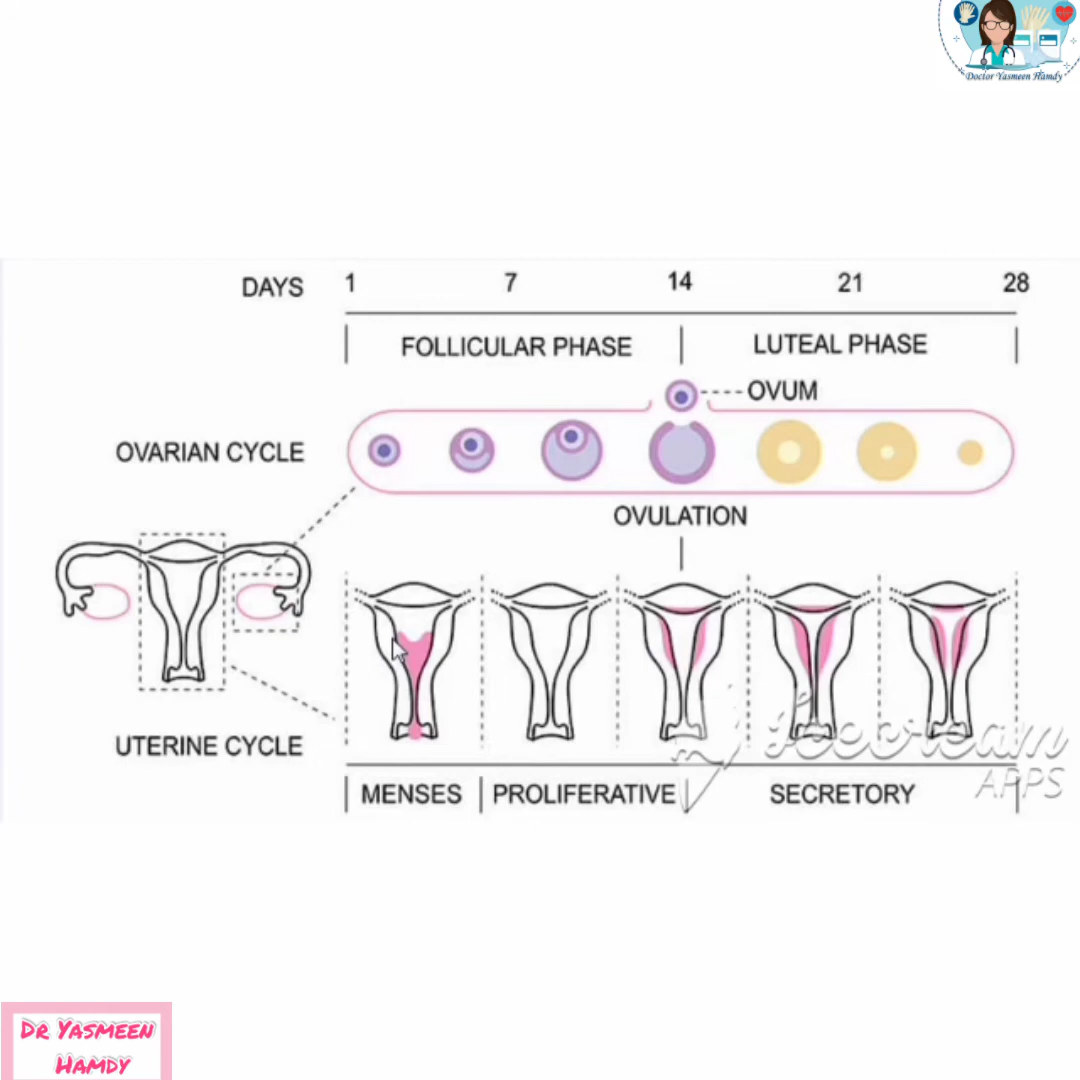 Doctor Yasmeen Hamdy
DAYS 1 7 14 21 28
FOLLICULAR PHASE LUTEAL PHASE
OVUM
OVARIAN CYCLE
OVULATION
UTERINE CYCLE
Icecream
APPS
MENSES PROLIFERATIVE SECRETORY
DR YASMEEN
HAMDY